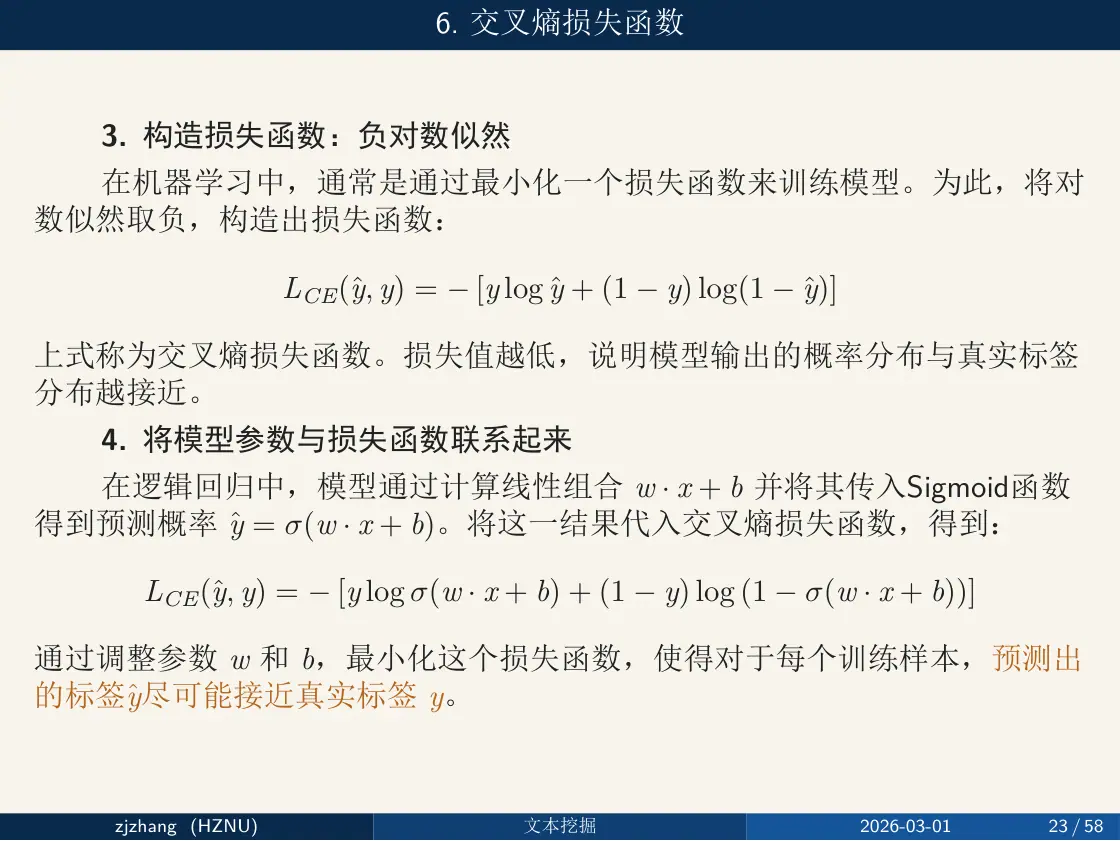 6. 交叉熵损失函数
3. 构造损失函数：负对数似然
在机器学习中，通常是通过最小化一个损失函数来训练模型。为此，将对
数似然取负，构造出损失函数：
L_{CE}(ŷ, y) = − [y log ŷ + (1 − y) log(1 − ŷ)]
上式称为交叉熵损失函数。损失值越低，说明模型输出的概率分布与真实标签
分布越接近。
4. 将模型参数与损失函数联系起来
在逻辑回归中，模型通过计算线性组合 w · x + b 并将其传入Sigmoid函数
得到预测概率 ŷ = σ(w · x + b)。将这一结果代入交叉熵损失函数，得到：
L_{CE}(ŷ, y) = − [y log σ(w · x + b) + (1 − y) log (1 − σ(w · x + b))]
通过调整参数 w 和 b，最小化这个损失函数，使得对于每个训练样本，预测出
的标签ŷ尽可能接近真实标签 y。
zjzhang (HZNU) 文本挖掘 2026-03-01 23 / 58